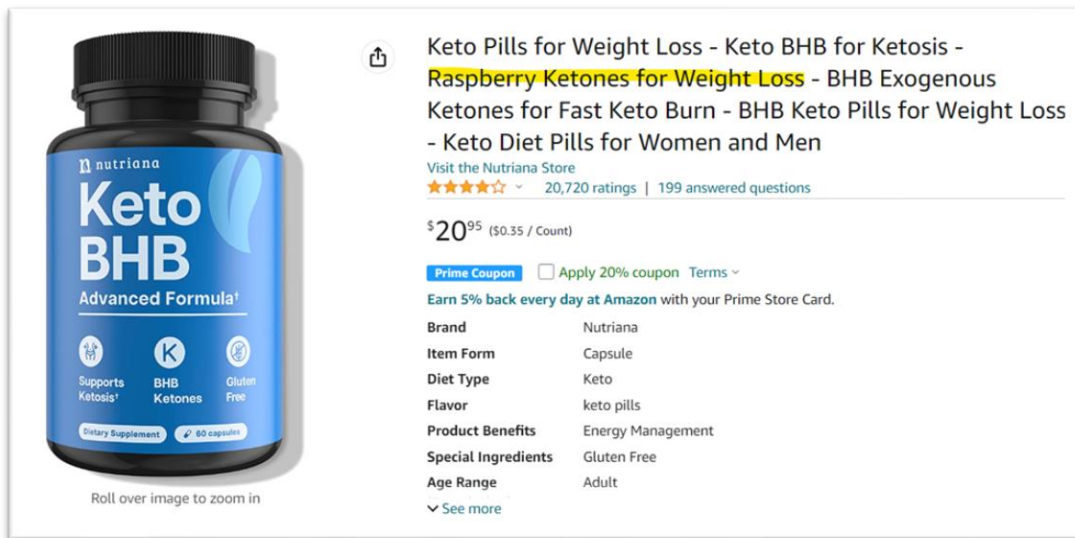 nutriana
Keto
BHB
Advanced Formula†
Supports
Ketosis†
BHB
Ketones
Gluten
Free
K
Dietary Supplement
60 capsules
Roll over image to zoom in
Keto Pills for Weight Loss - Keto BHB for Ketosis -
Raspberry Ketones for Weight Loss - BHB Exogenous
Ketones for Fast Keto Burn - BHB Keto Pills for Weight Loss
- Keto Diet Pills for Women and Men
Visit the Nutriana Store
20,720 ratings | 199 answered questions
$20 95 ($0.35 / Count)
Prime Coupon Apply 20% coupon Terms
Earn 5% back every day at Amazon with your Prime Store Card.
Brand Nutriana
Item Form Capsule
Diet Type Keto
Flavor keto pills
Product Benefits Energy Management
Special Ingredients Gluten Free
Age Range Adult
See more